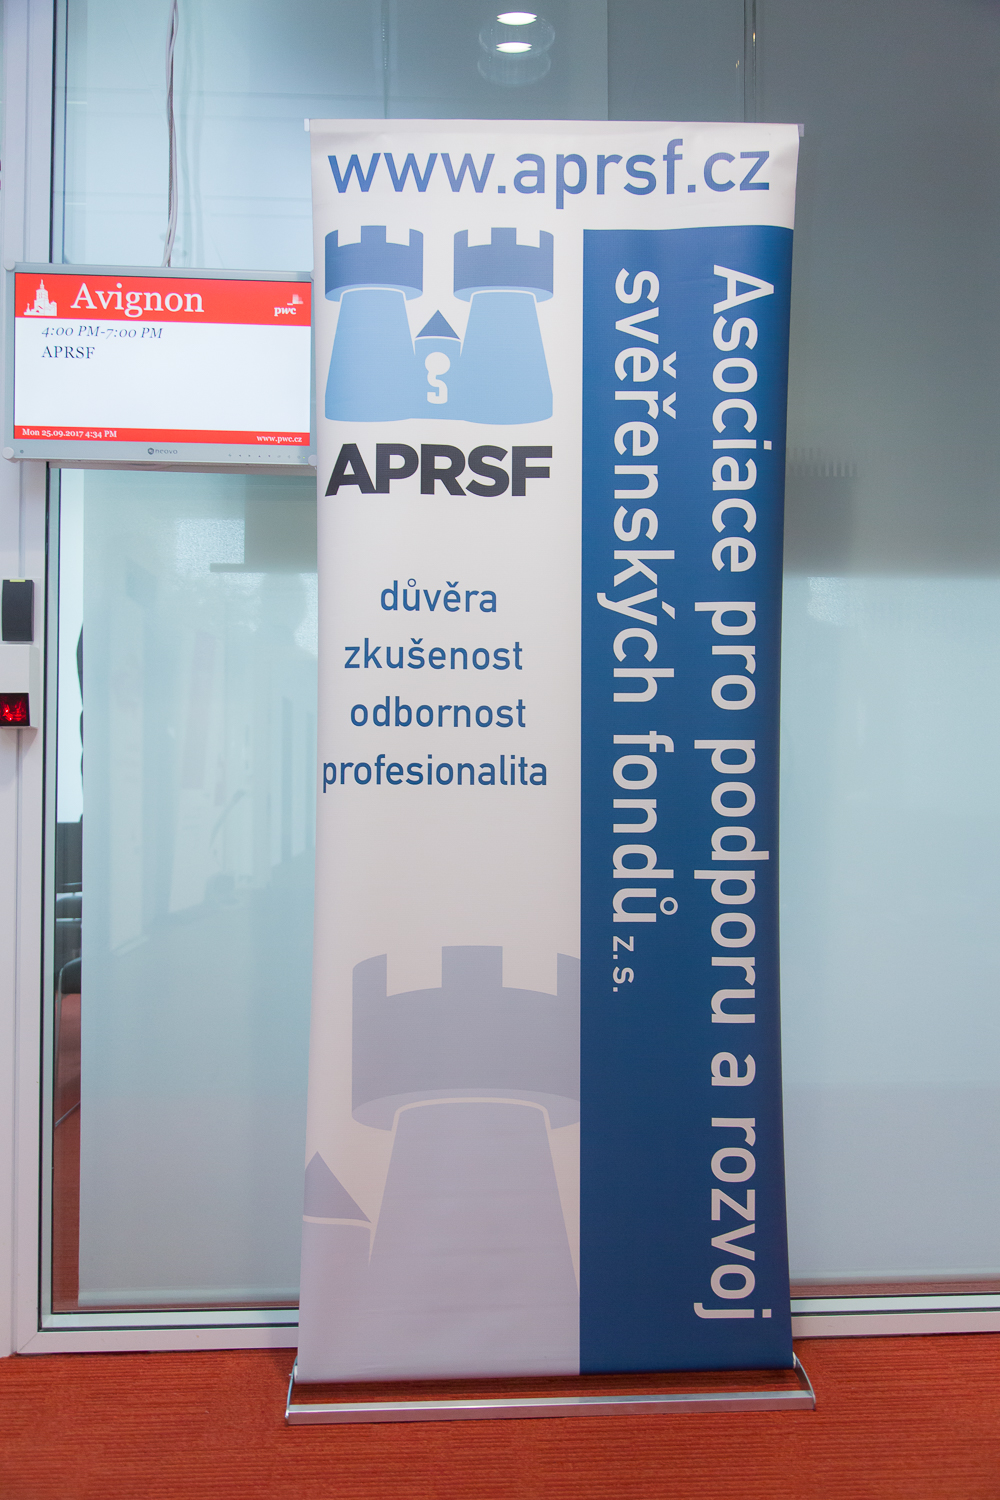 www.aprsf.cz
Avignon
pwc
4:00 PM-7:00 PM
APRSF
Mon 25.09.2017 4:34 PM
www.pwc.cz
neovo
APRSF
důvěra
zkušenost
odbornost
profesionalita
Asociace pro podporu a rozvoj
svěřenských fondů z.s.